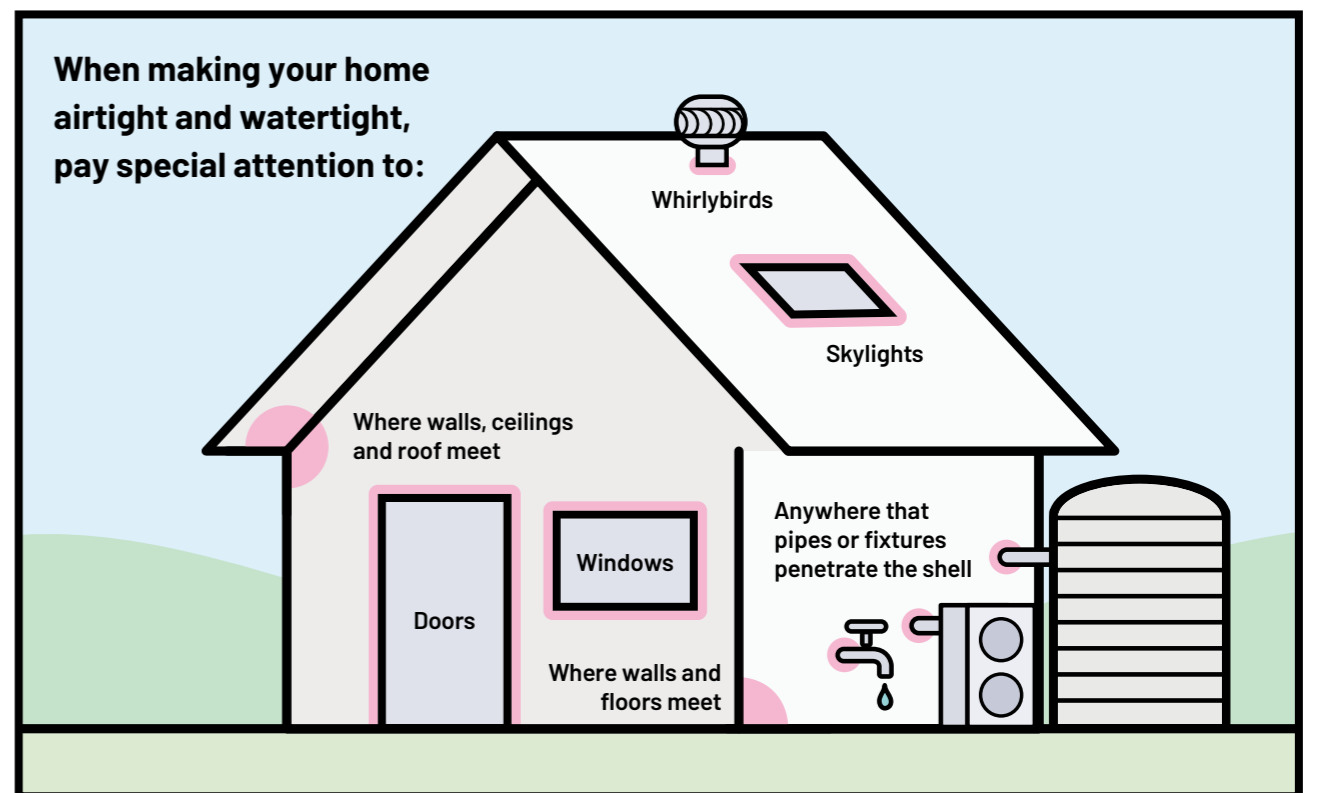 When making your home
airtight and watertight,
pay special attention to:
Whirlybirds
Skylights
Where walls, ceilings
and roof meet
Anywhere that
pipes or fixtures
penetrate the shell
Windows
Doors
Where walls and
floors meet